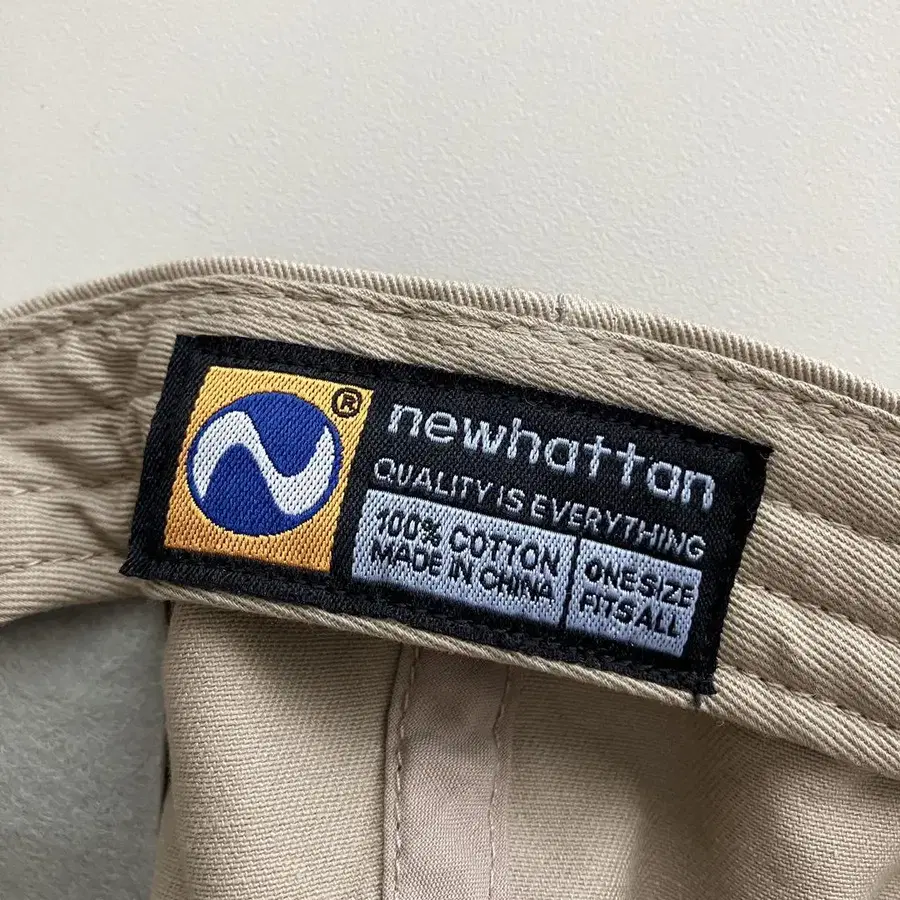 ®
newhattan
QUALITY IS EVERYTHING
100% COTTON
MADE IN CHINA
ONE SIZE
FITS ALL